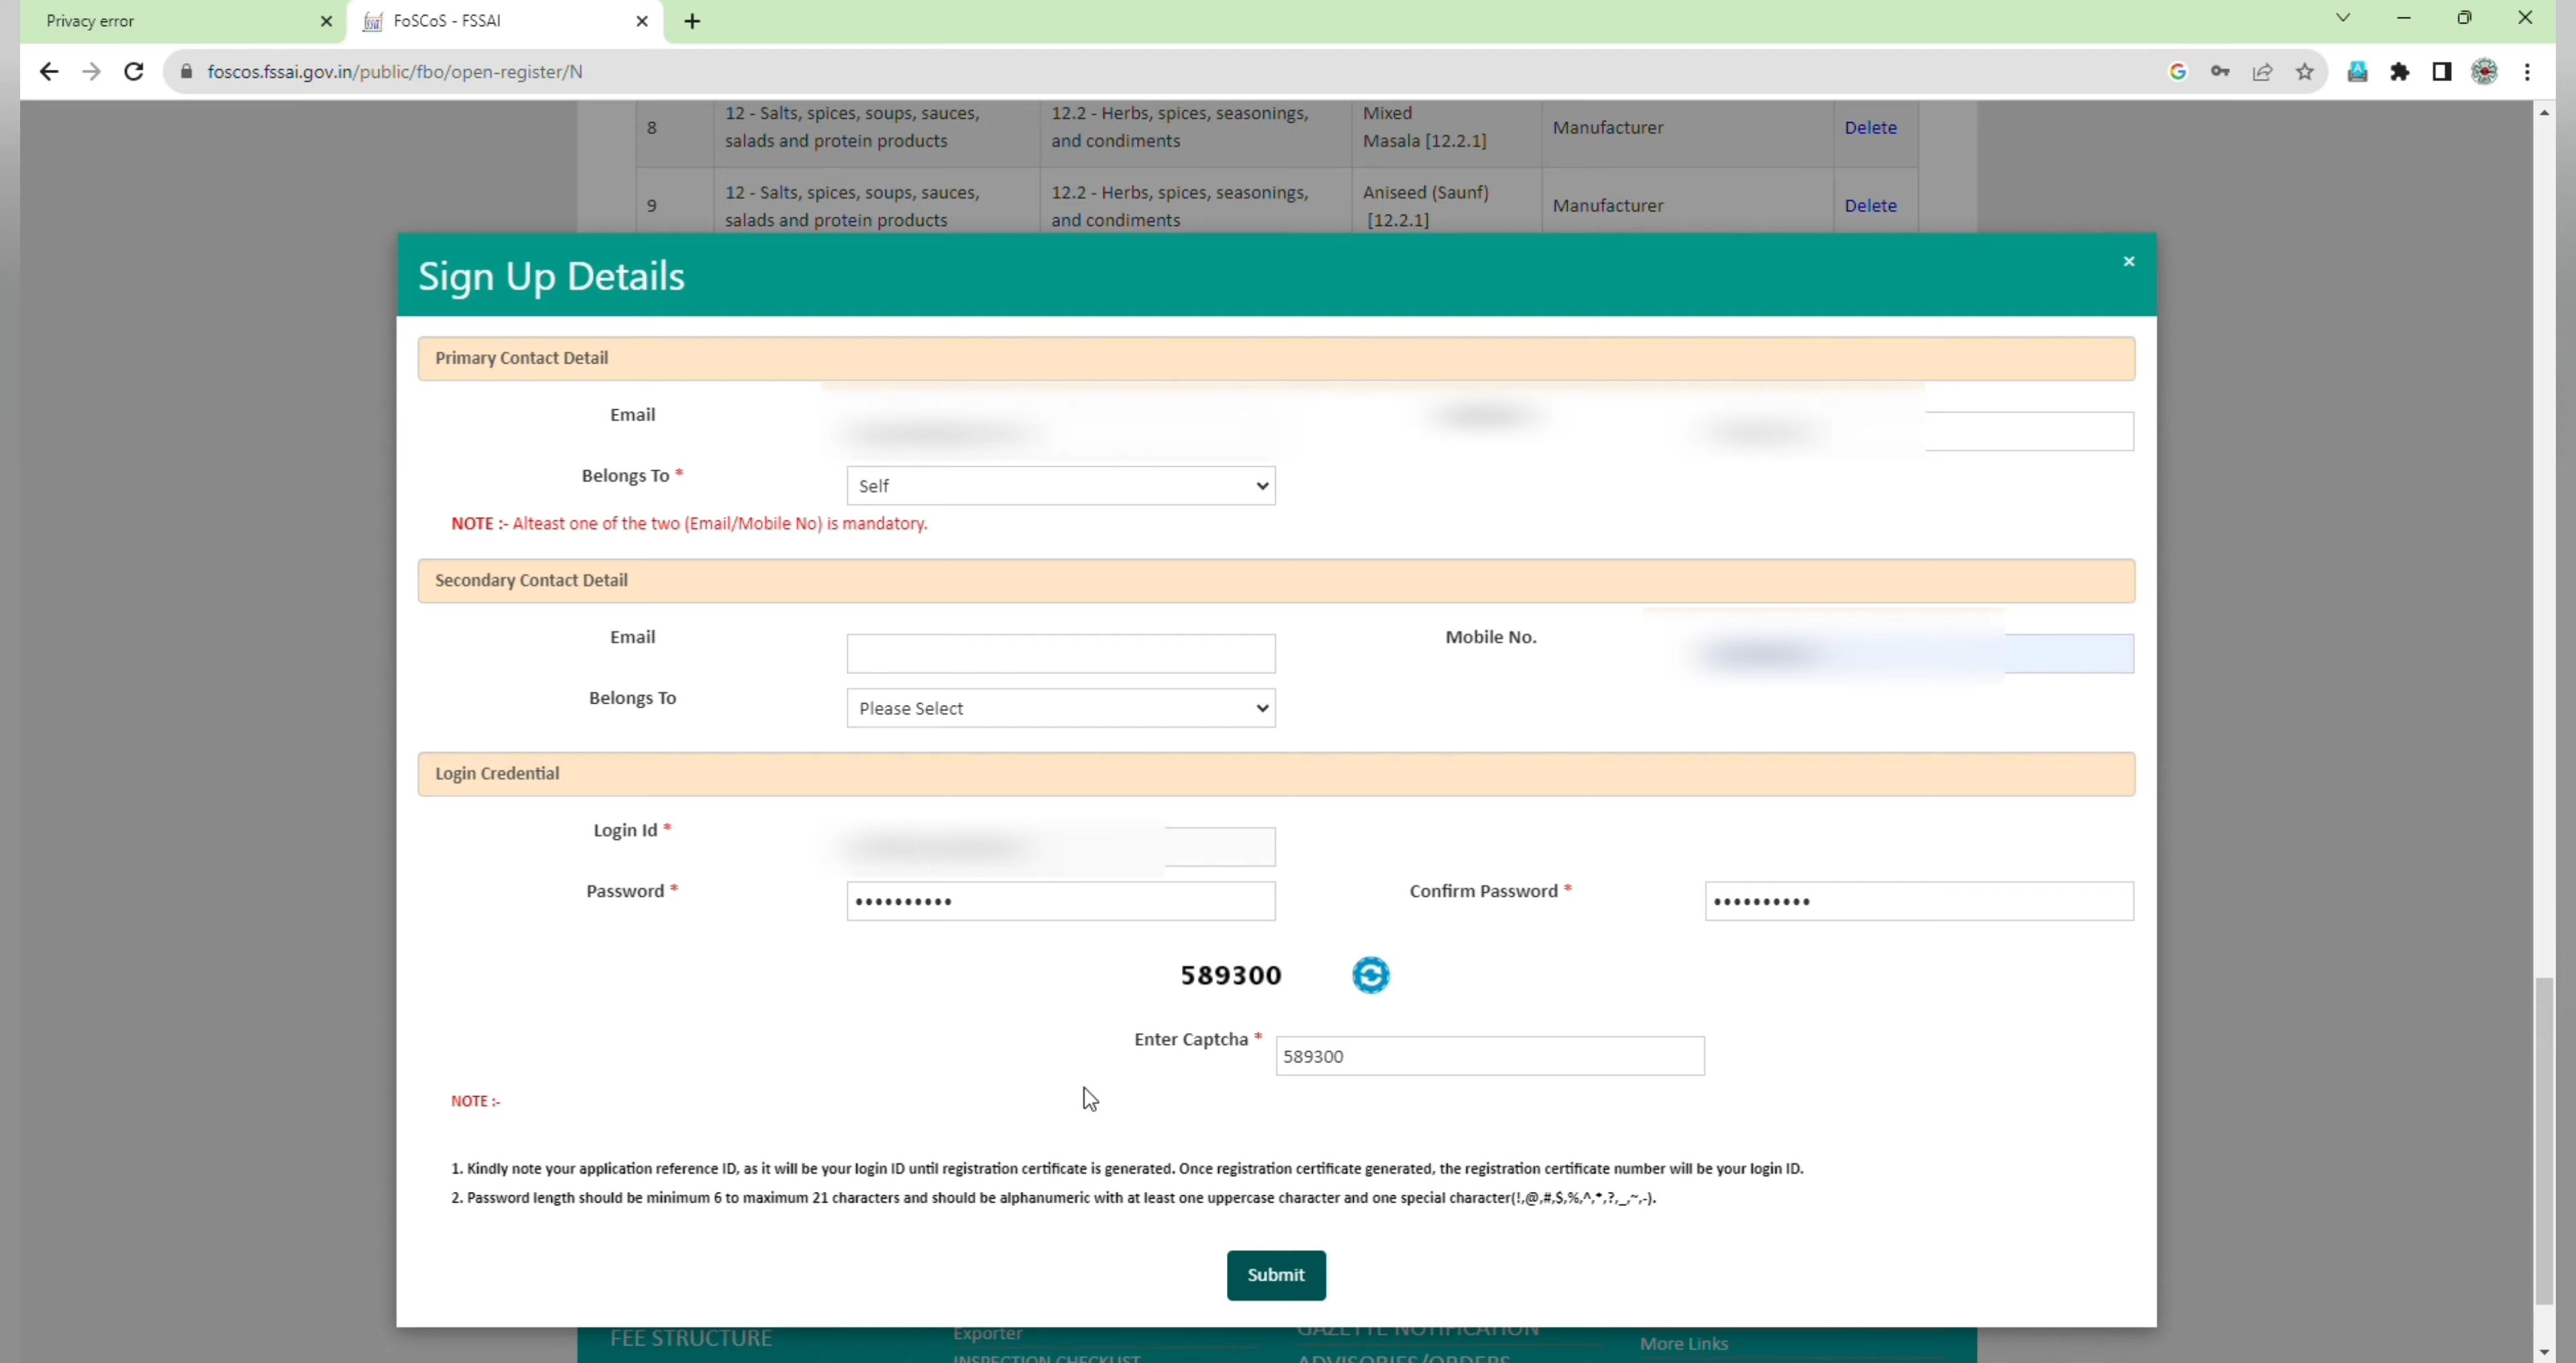 Privacy error
FoSCoS - FSSAI
foscos.fssai.gov.in/public/fbo/open-register/N
8
12 - Salts, spices, soups, sauces,
salads and protein products
12.2 - Herbs, spices, seasonings,
and condiments
Mixed
Masala [12.2.1]
Manufacturer
Delete
9
12 - Salts, spices, soups, sauces,
salads and protein products
12.2 - Herbs, spices, seasonings,
and condiments
Aniseed (Saunf)
[12.2.1]
Manufacturer
Delete
Sign Up Details
×
Primary Contact Detail
Email
Belongs To *
Self
NOTE :- Alteast one of the two (Email/Mobile No) is mandatory.
Secondary Contact Detail
Email
Mobile No.
Belongs To
Please Select
Login Credential
Login Id *
Password *
••••••••••
Confirm Password *
••••••••••
589300
Enter Captcha *
589300
NOTE :-
1. Kindly note your application reference ID, as it will be your login ID until registration certificate is generated. Once registration certificate generated, the registration certificate number will be your login ID.
2. Password length should be minimum 6 to maximum 21 characters and should be alphanumeric with at least one uppercase character and one special character(!,@,#,$,%,^,*,?,_,~,-).
Submit
FEE STRUCTURE
Exporter
GAZETTE NOTIFICATION
More Links
INSPECTION CHECKLIST
ADVISORIES/ORDERS